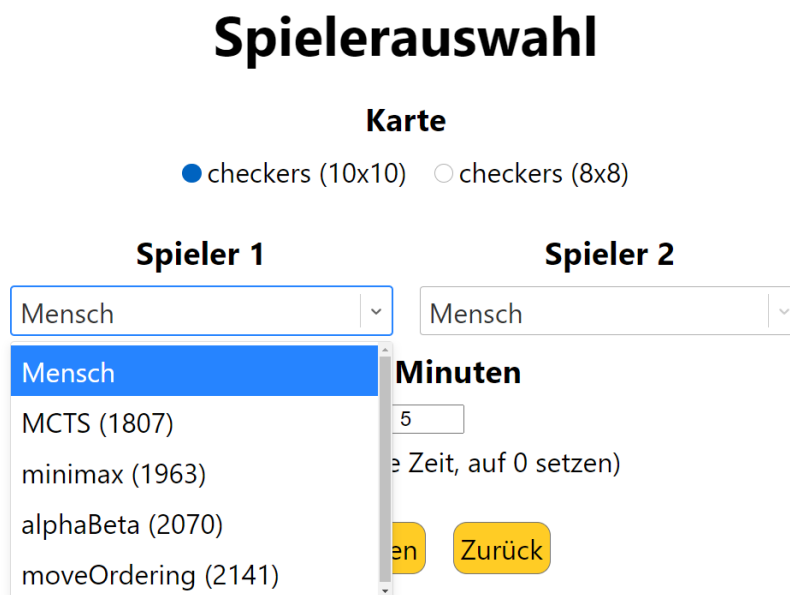 Spielerauswahl
Karte
checkers (10x10) checkers (8x8)
Spieler 1 Spieler 2
Mensch Mensch
Mensch
MCTS (1807)
minimax (1963)
alphaBeta (2070)
moveOrdering (2141)
Minuten
5
e Zeit, auf 0 setzen)
en Zurück